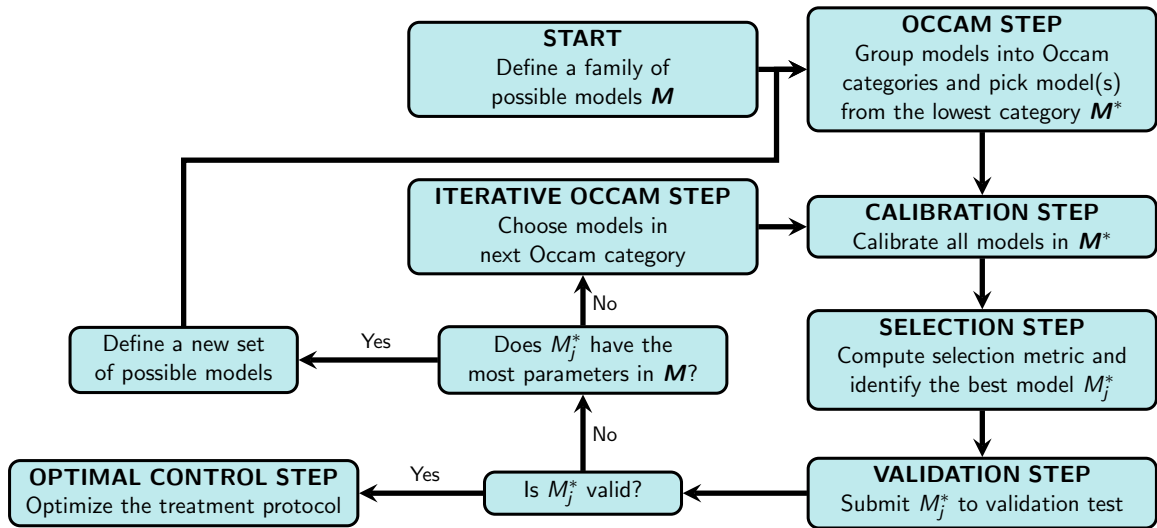 START
Define a family of
possible models M
OCCAM STEP
Group models into Occam
categories and pick model(s)
from the lowest category M*
ITERATIVE OCCAM STEP
Choose models in
next Occam category
CALIBRATION STEP
Calibrate all models in M*
No
Define a new set
of possible models
Yes
Does M*_j have the
most parameters in M?
SELECTION STEP
Compute selection metric and
identify the best model M*_j
No
OPTIMAL CONTROL STEP
Optimize the treatment protocol
Yes
Is M*_j valid?
VALIDATION STEP
Submit M*_j to validation test